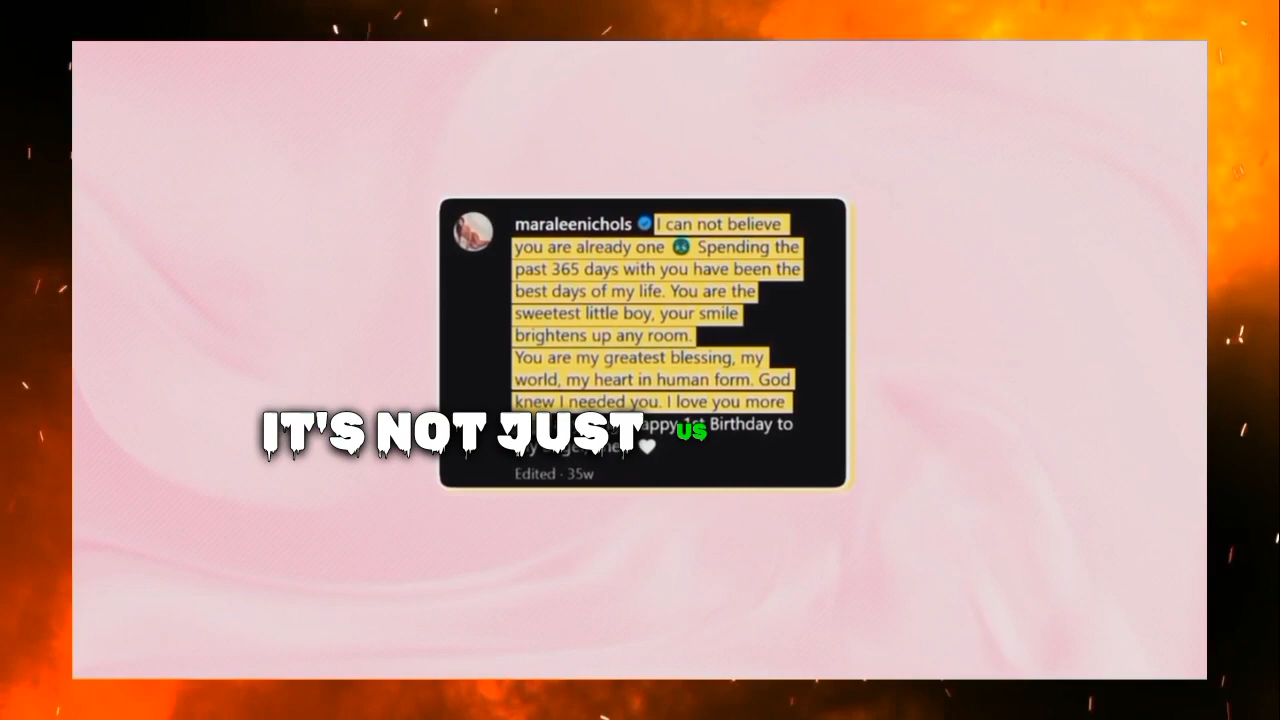 maraleenichols I can not believe
you are already one Spending the
past 365 days with you have been the
best days of my life. You are the
sweetest little boy, your smile
brightens up any room.
You are my greatest blessing, my
world, my heart in human form. God
knew I needed you. I love you more
1st Birthday to
Edited · 35w
IT'S NOT JUST us